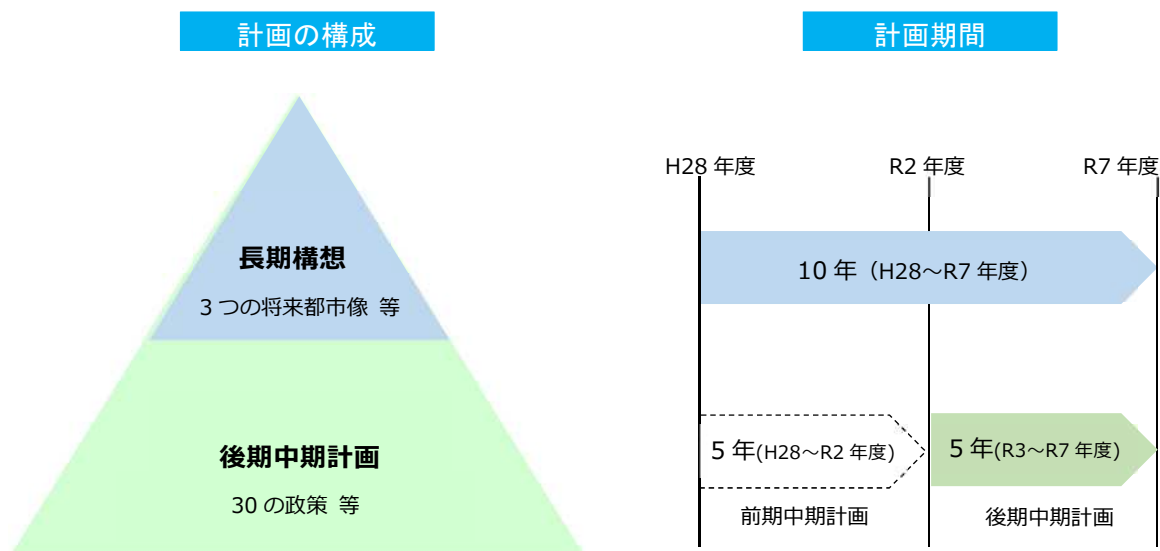 計画の構成
長期構想
3 つの将来都市像 等
後期中期計画
30 の政策 等
計画期間
H28 年度
R2 年度
R7 年度
10 年（H28～R7 年度）
5 年(H28～R2 年度)
5 年(R3～R7 年度)
前期中期計画
後期中期計画